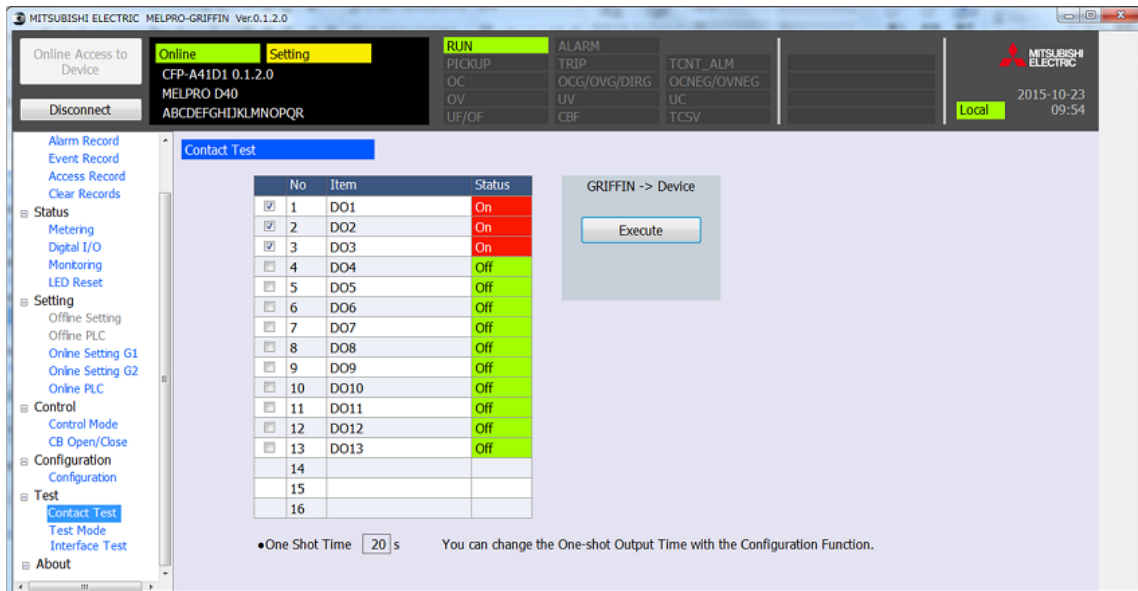 MITSUBISHI ELECTRIC MELPRO-GRIFFIN Ver.0.1.2.0
Online Access to
Device
Disconnect
Online Setting
CFP-A41D1 0.1.2.0
MELPRO D40
ABCDEFGHIJKLMNOPQR
RUN ALARM
PICKUP TRIP TCNT_ALM
OC OCG/OVG/DIRG OCNEG/OVNEG
OV UV UC
UF/OF CBF TCSV
MITSUBISHI
ELECTRIC
2015-10-23
Local 09:54
Alarm Record
Event Record
Access Record
Clear Records
Status
Metering
Digital I/O
Monitoring
LED Reset
Setting
Offline Setting
Offline PLC
Online Setting G1
Online Setting G2
Online PLC
Control
Control Mode
CB Open/Close
Configuration
Configuration
Test
Contact Test
Test Mode
Interface Test
About
Contact Test
No Item Status
1 DO1 On
2 DO2 On
3 DO3 On
4 DO4 Off
5 DO5 Off
6 DO6 Off
7 DO7 Off
8 DO8 Off
9 DO9 Off
10 DO10 Off
11 DO11 Off
12 DO12 Off
13 DO13 Off
14
15
16
GRIFFIN -> Device
Execute
●One Shot Time 20 s You can change the One-shot Output Time with the Configuration Function.